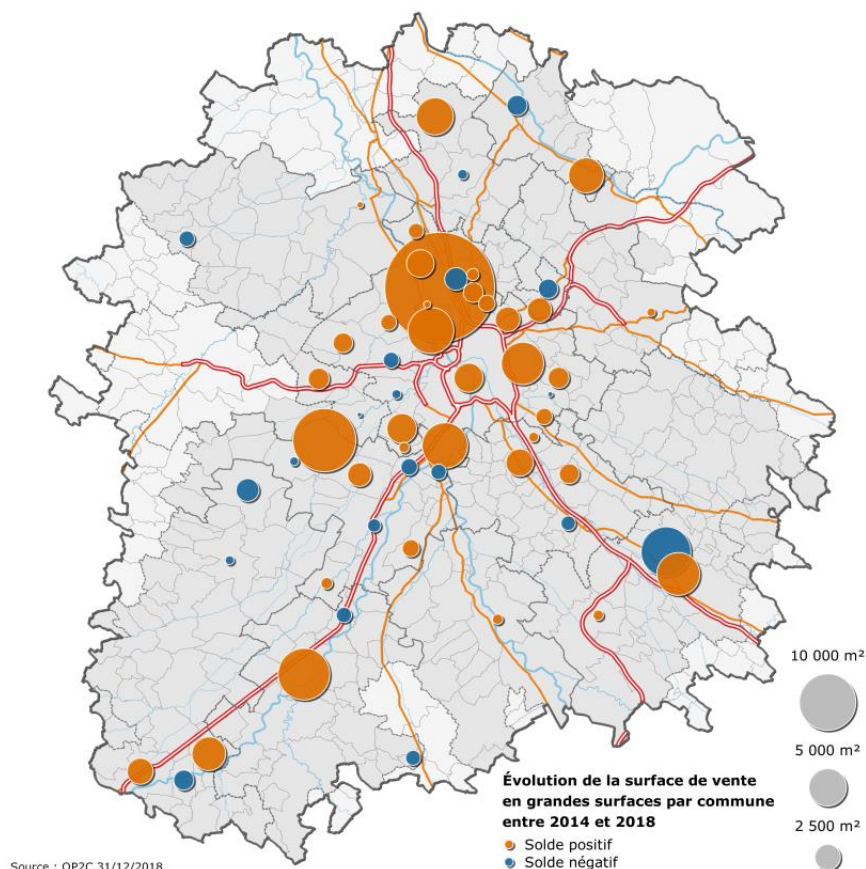 10 000 m²
5 000 m²
2 500 m²
Évolution de la surface de vente
en grandes surfaces par commune
entre 2014 et 2018
Solde positif
Solde négatif
Source : OP2C 31/12/2018